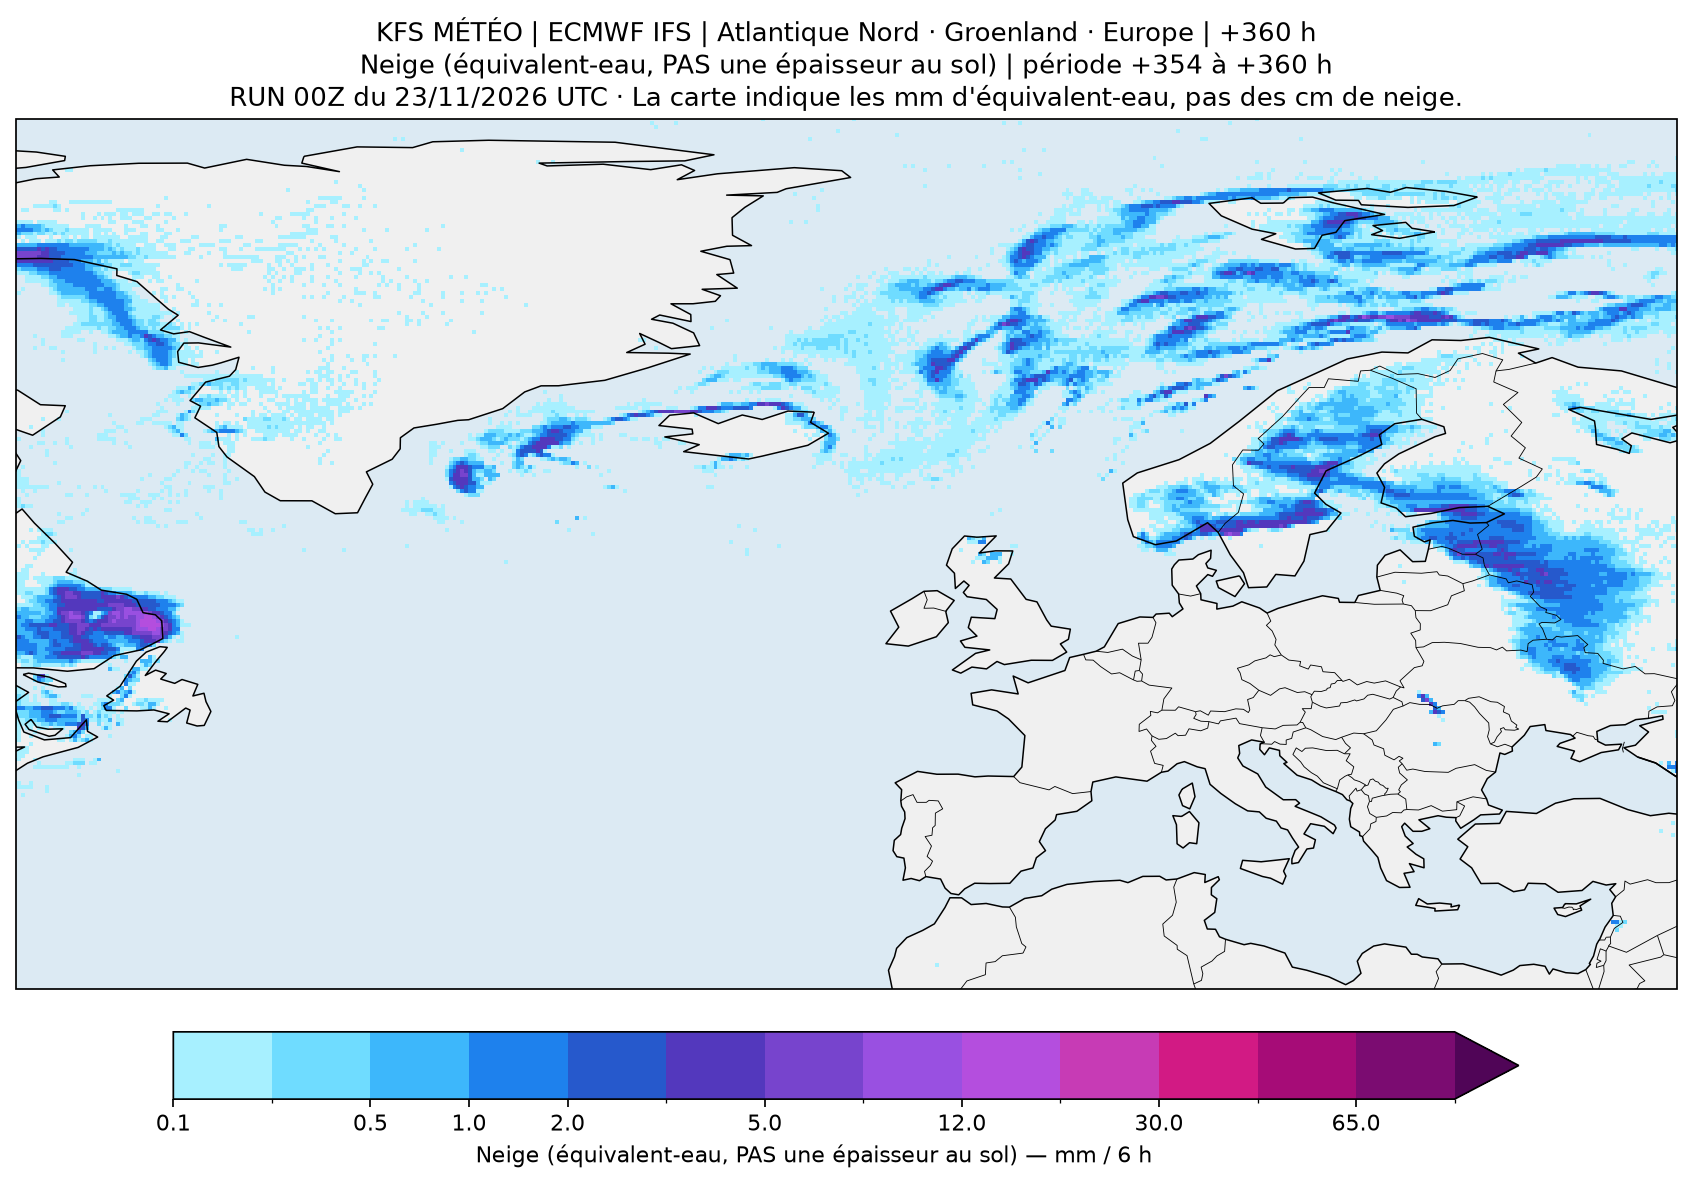 KFS MÉTÉO | ECMWF IFS | Atlantique Nord · Groenland · Europe | +360 h
Neige (équivalent-eau, PAS une épaisseur au sol) | période +354 à +360 h
RUN 00Z du 23/11/2026 UTC · La carte indique les mm d'équivalent-eau, pas des cm de neige.
0.1 0.5 1.0 2.0 5.0 12.0 30.0 65.0
Neige (équivalent-eau, PAS une épaisseur au sol) — mm / 6 h